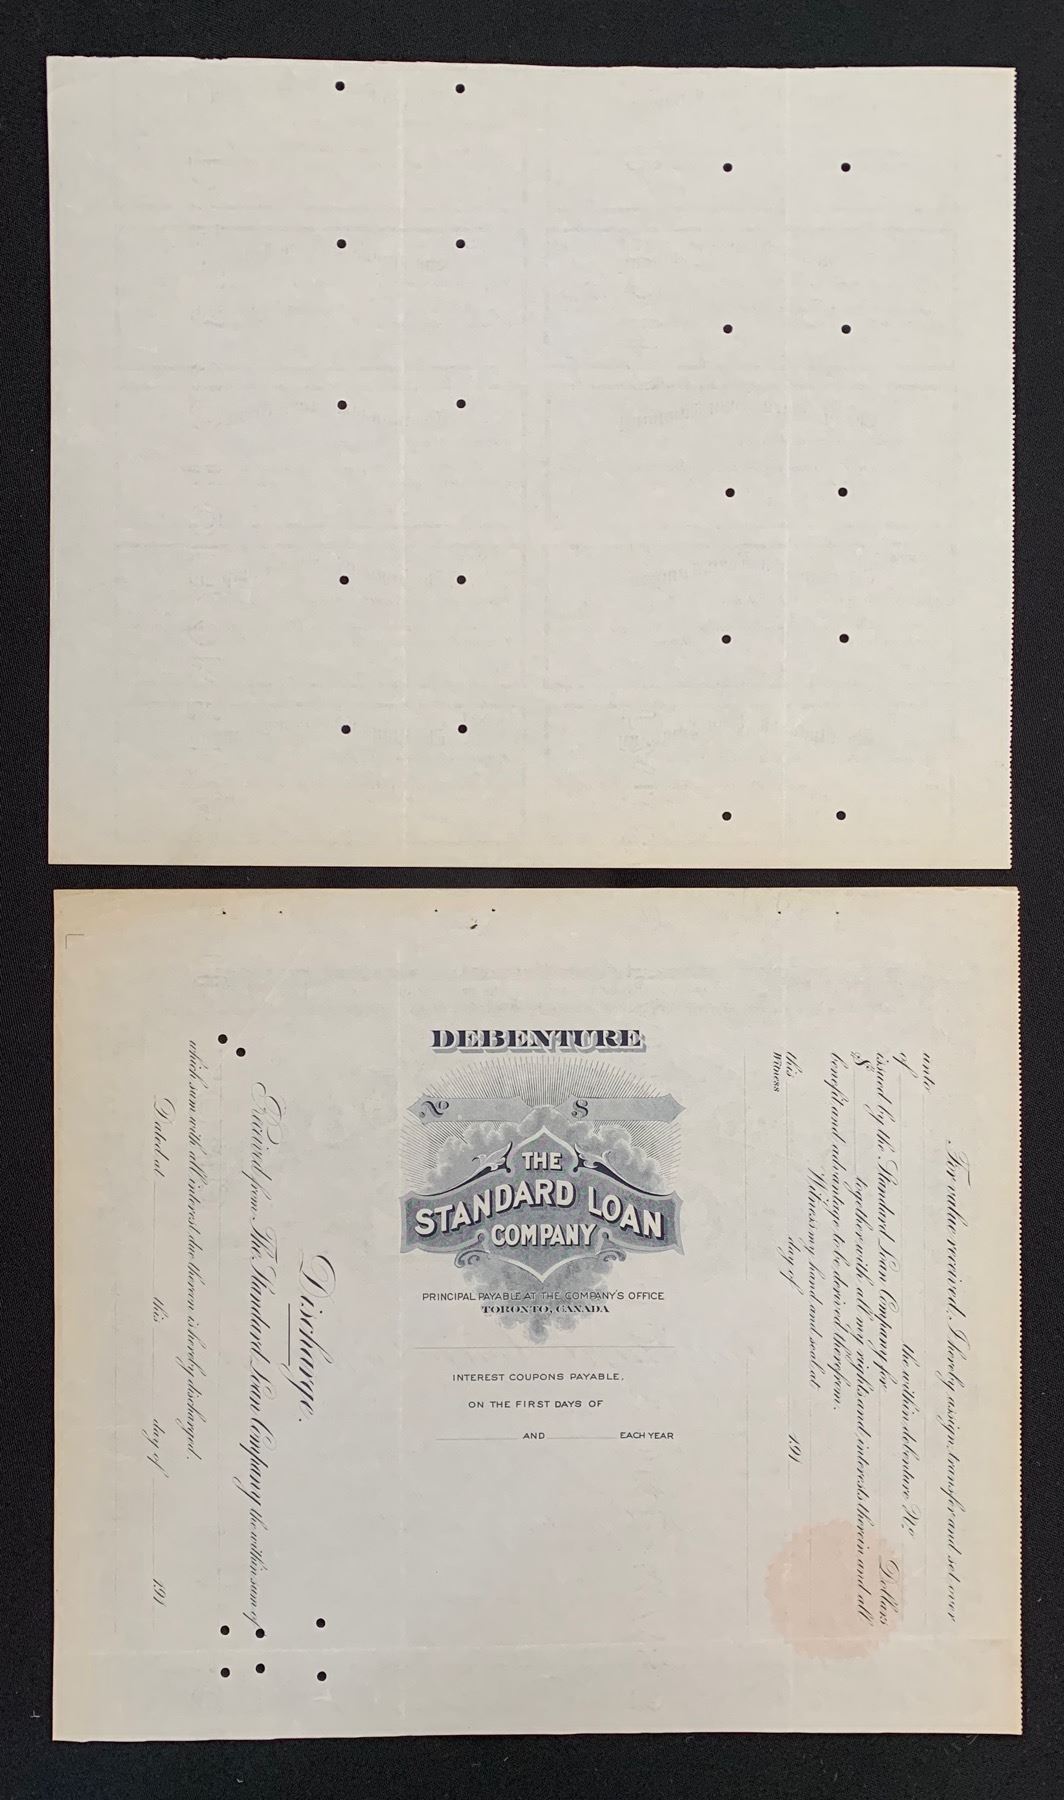 DEBENTURE
No $
THE
STANDARD LOAN
COMPANY
PRINCIPAL PAYABLE AT THE COMPANY'S OFFICE
TORONTO, CANADA
INTEREST COUPONS PAYABLE,
ON THE FIRST DAYS OF
AND EACH YEAR
For value received, I hereby assign, transfer and set over
unto
of the within debenture No
issued by the Standard Loan Company for Dollars
$ together with all my rights and interests therein and all
benefit and advantage to be derived therefrom.
Witness my hand and seal at
this day of 191
Witness
Discharge.
Received from The Standard Loan Company the within sum of
which sum with all interest due thereon is hereby discharged.
Dated at this day of 191